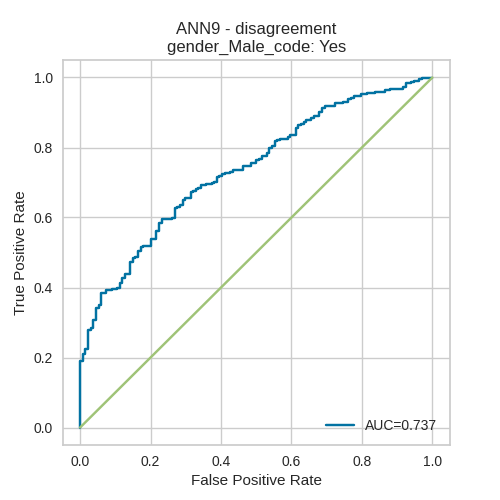 ANN9 - disagreement
gender_Male_code: Yes
True Positive Rate
1.0
0.8
0.6
0.4
0.2
0.0
AUC=0.737
0.0 0.2 0.4 0.6 0.8 1.0
False Positive Rate